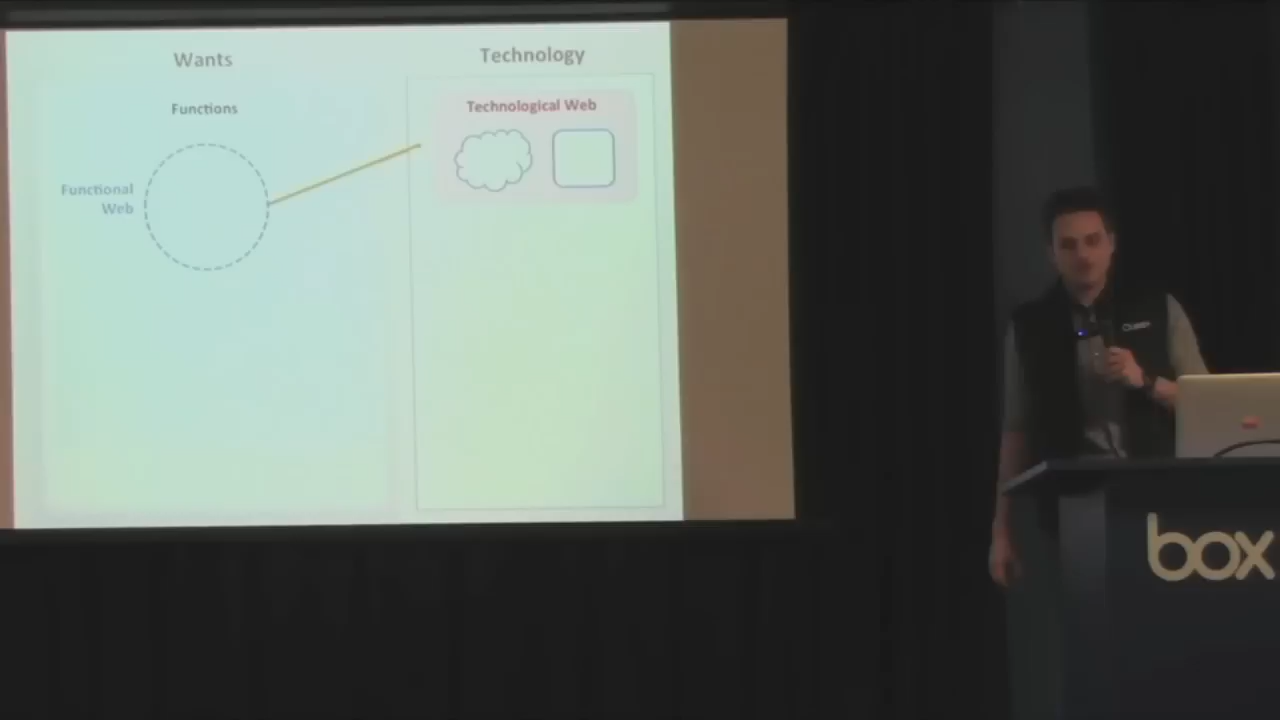 Wants
Technology
Functions
Technological Web
Functional
Web
box